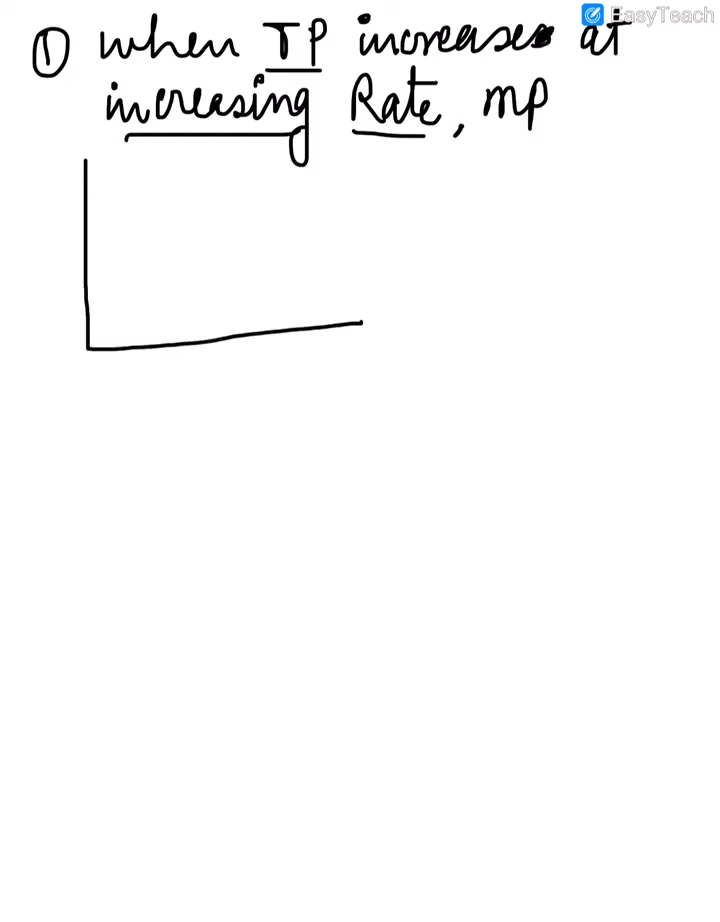 EasyTeach
① when TP increases at
increasing Rate, mp